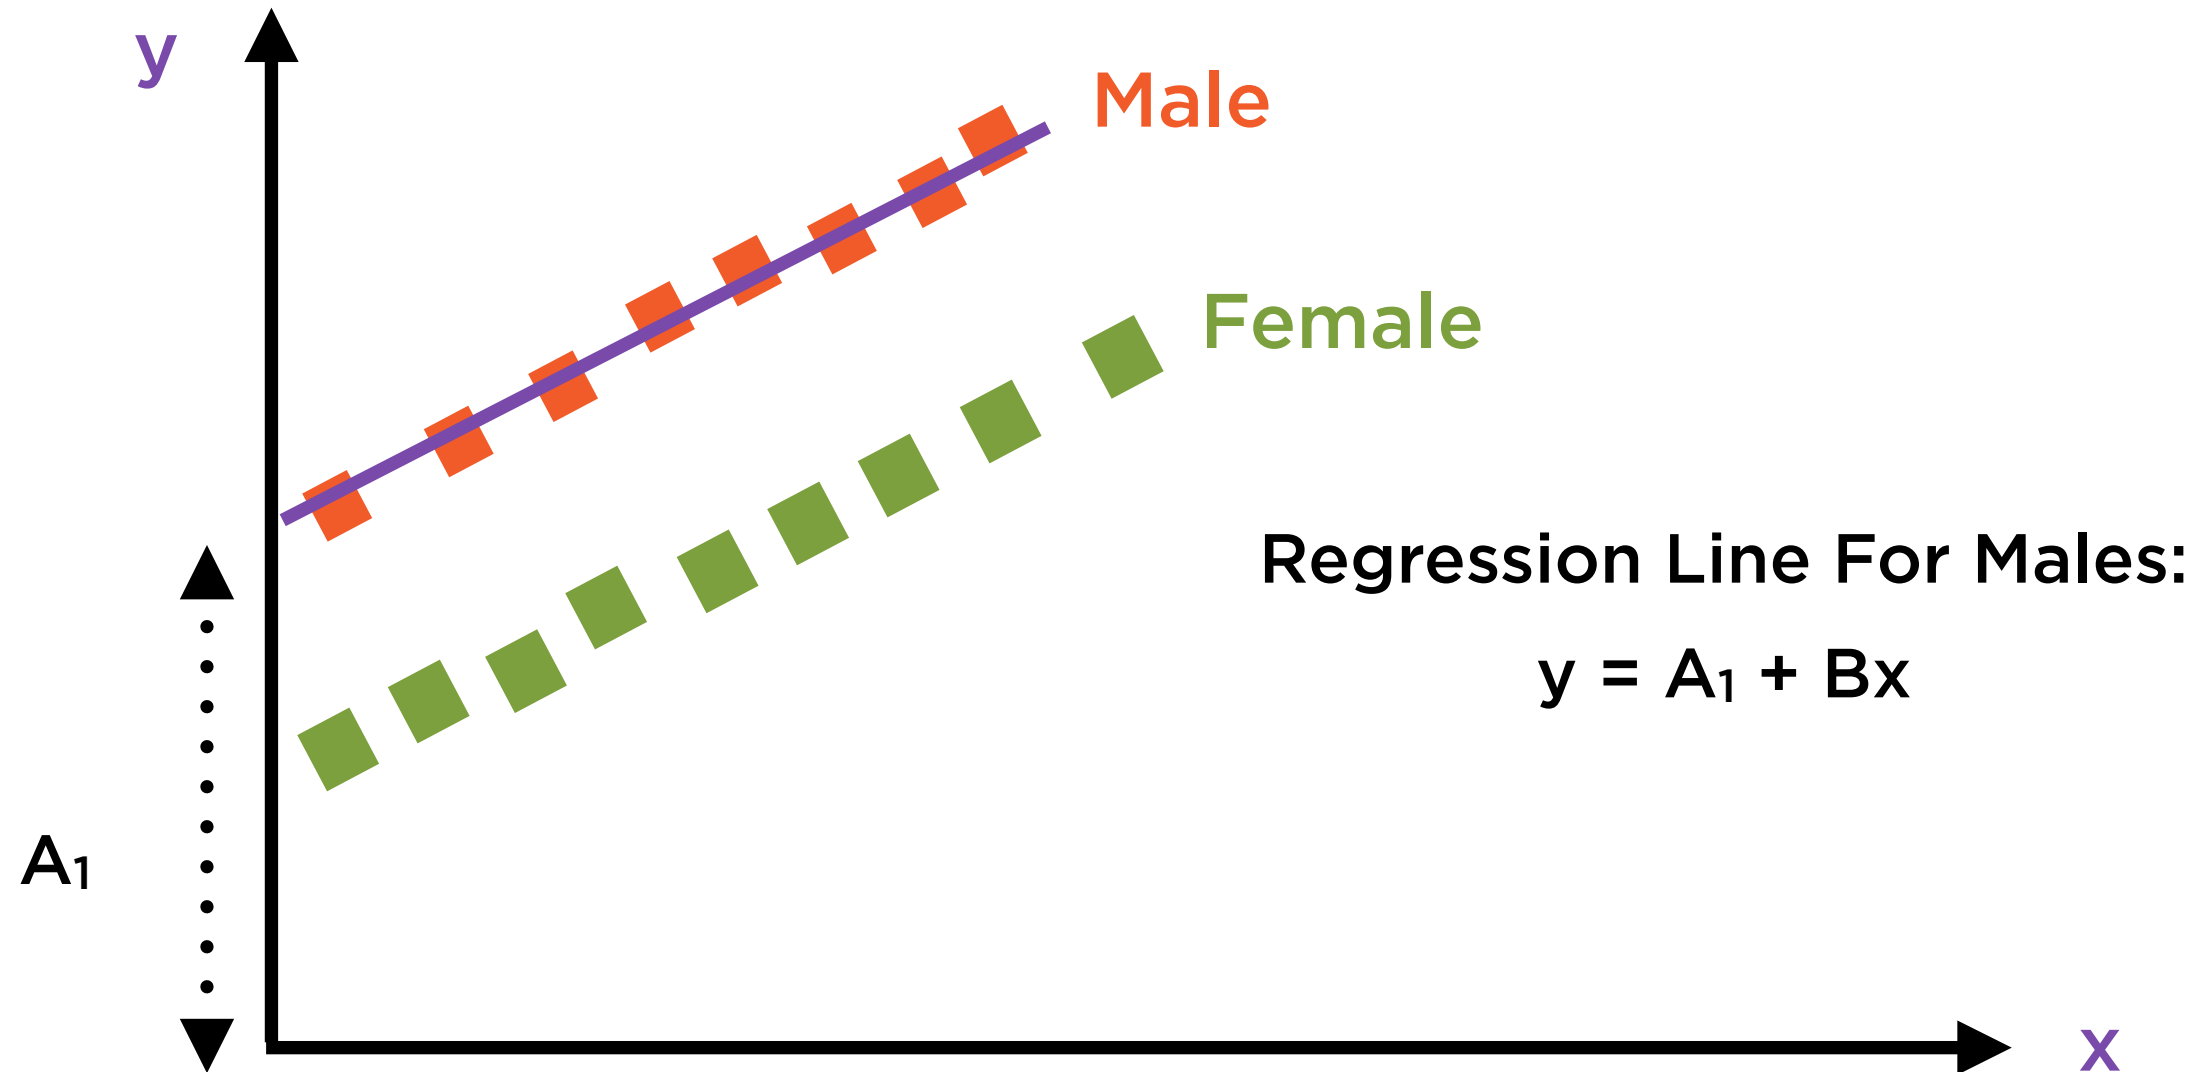 y
Male
Female
Regression Line For Males:
y = A₁ + Bx
A₁
x